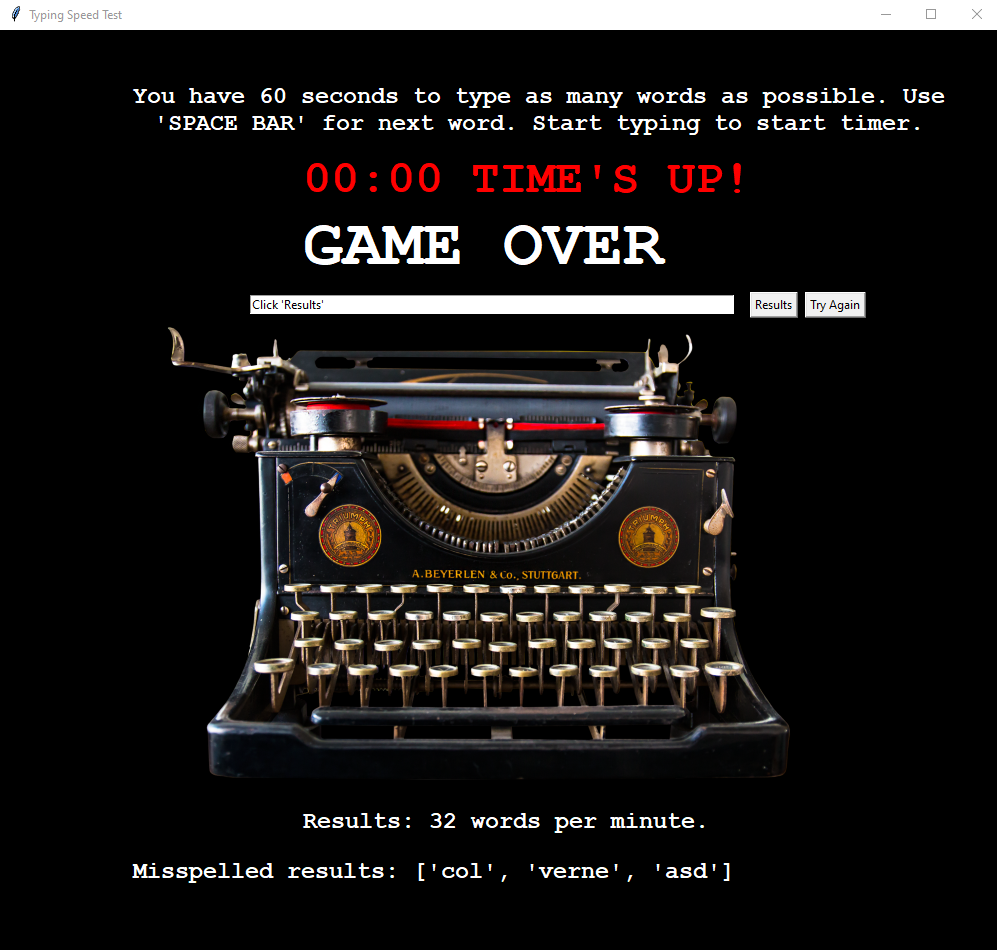 Typing Speed Test
You have 60 seconds to type as many words as possible. Use
'SPACE BAR' for next word. Start typing to start timer.
00:00 TIME'S UP!
GAME OVER
Click 'Results' Results Try Again
TRIUMPH TRIUMPH
A. BEYERLEN & Co., STUTTGART.
Results: 32 words per minute.
Misspelled results: ['col', 'verne', 'asd']